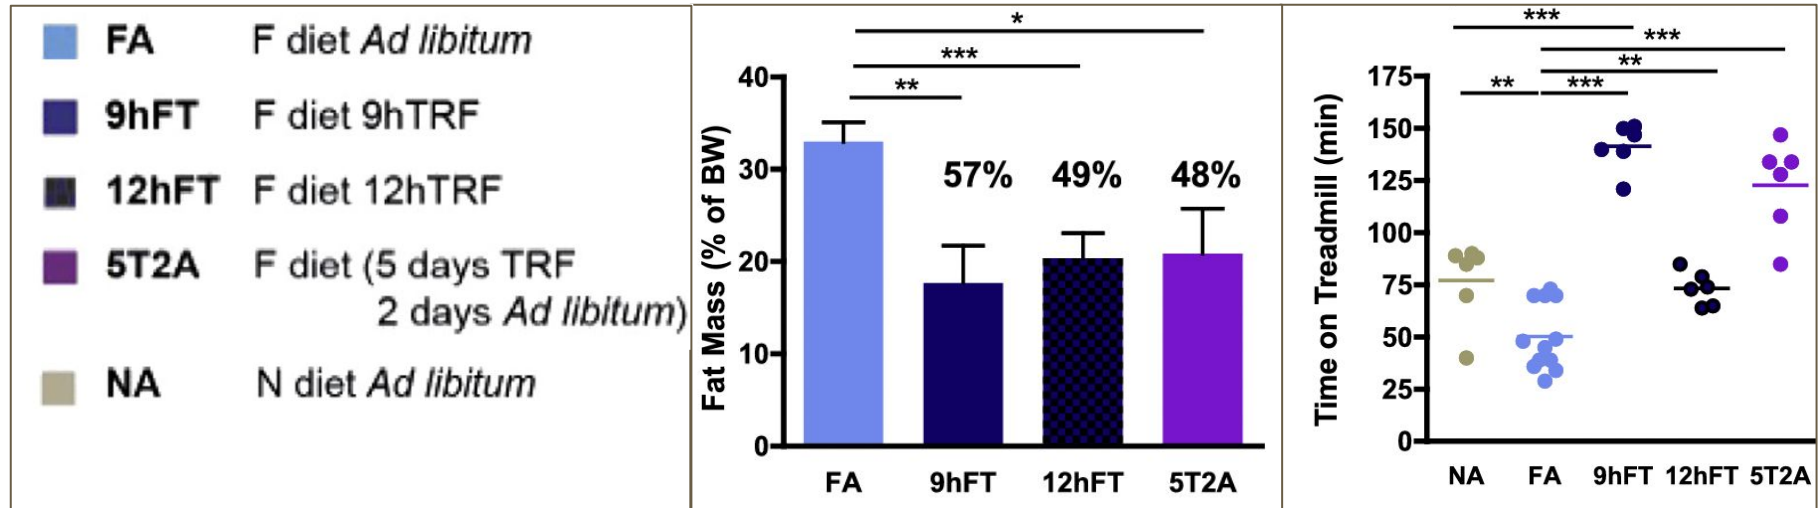 FA F diet Ad libitum
9hFT F diet 9hTRF
12hFT F diet 12hTRF
5T2A F diet (5 days TRF
2 days Ad libitum)
NA N diet Ad libitum
*
***
**
Fat Mass (% of BW)
40
30
20
10
0
57% 49% 48%
FA 9hFT 12hFT 5T2A
***
***
**
** ***
Time on Treadmill (min)
175
150
125
100
75
50
25
0
NA FA 9hFT 12hFT 5T2A